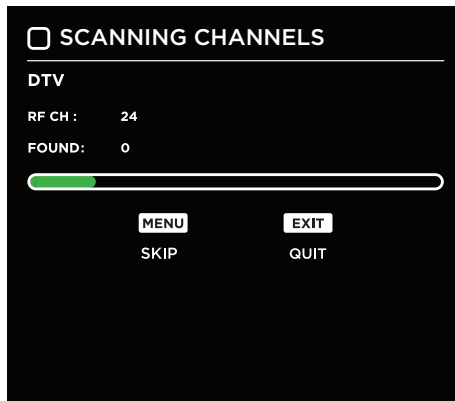 SCANNING CHANNELS
DTV
RF CH : 24
FOUND: 0
MENU EXIT
SKIP QUIT